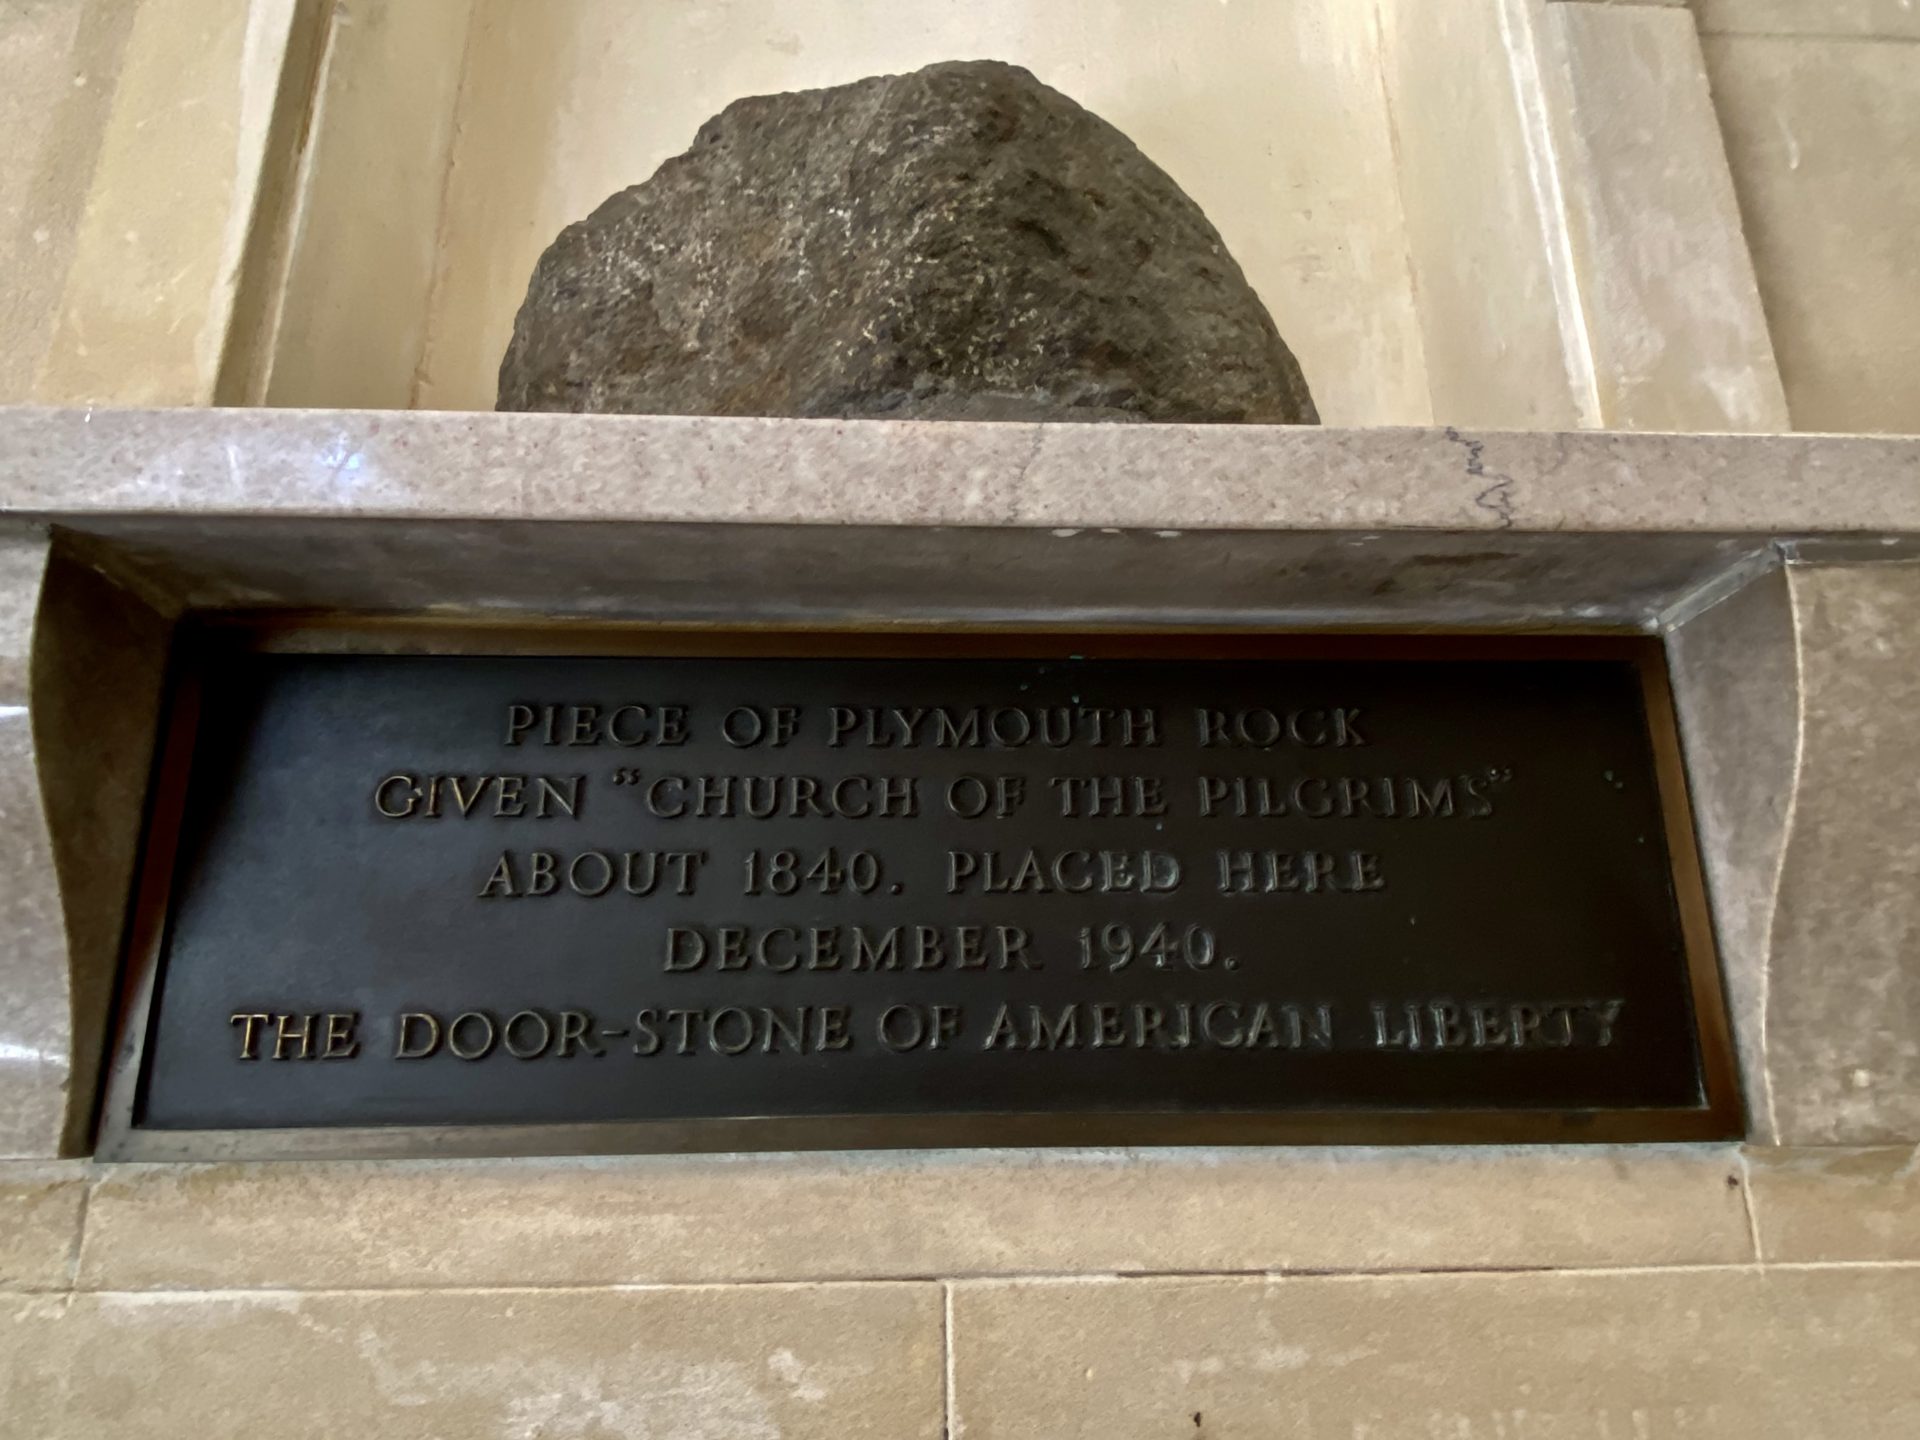 PIECE OF PLYMOUTH ROCK
GIVEN "CHURCH OF THE PILGRIMS"
ABOUT 1840. PLACED HERE
DECEMBER 1940.
THE DOOR-STONE OF AMERICAN LIBERTY